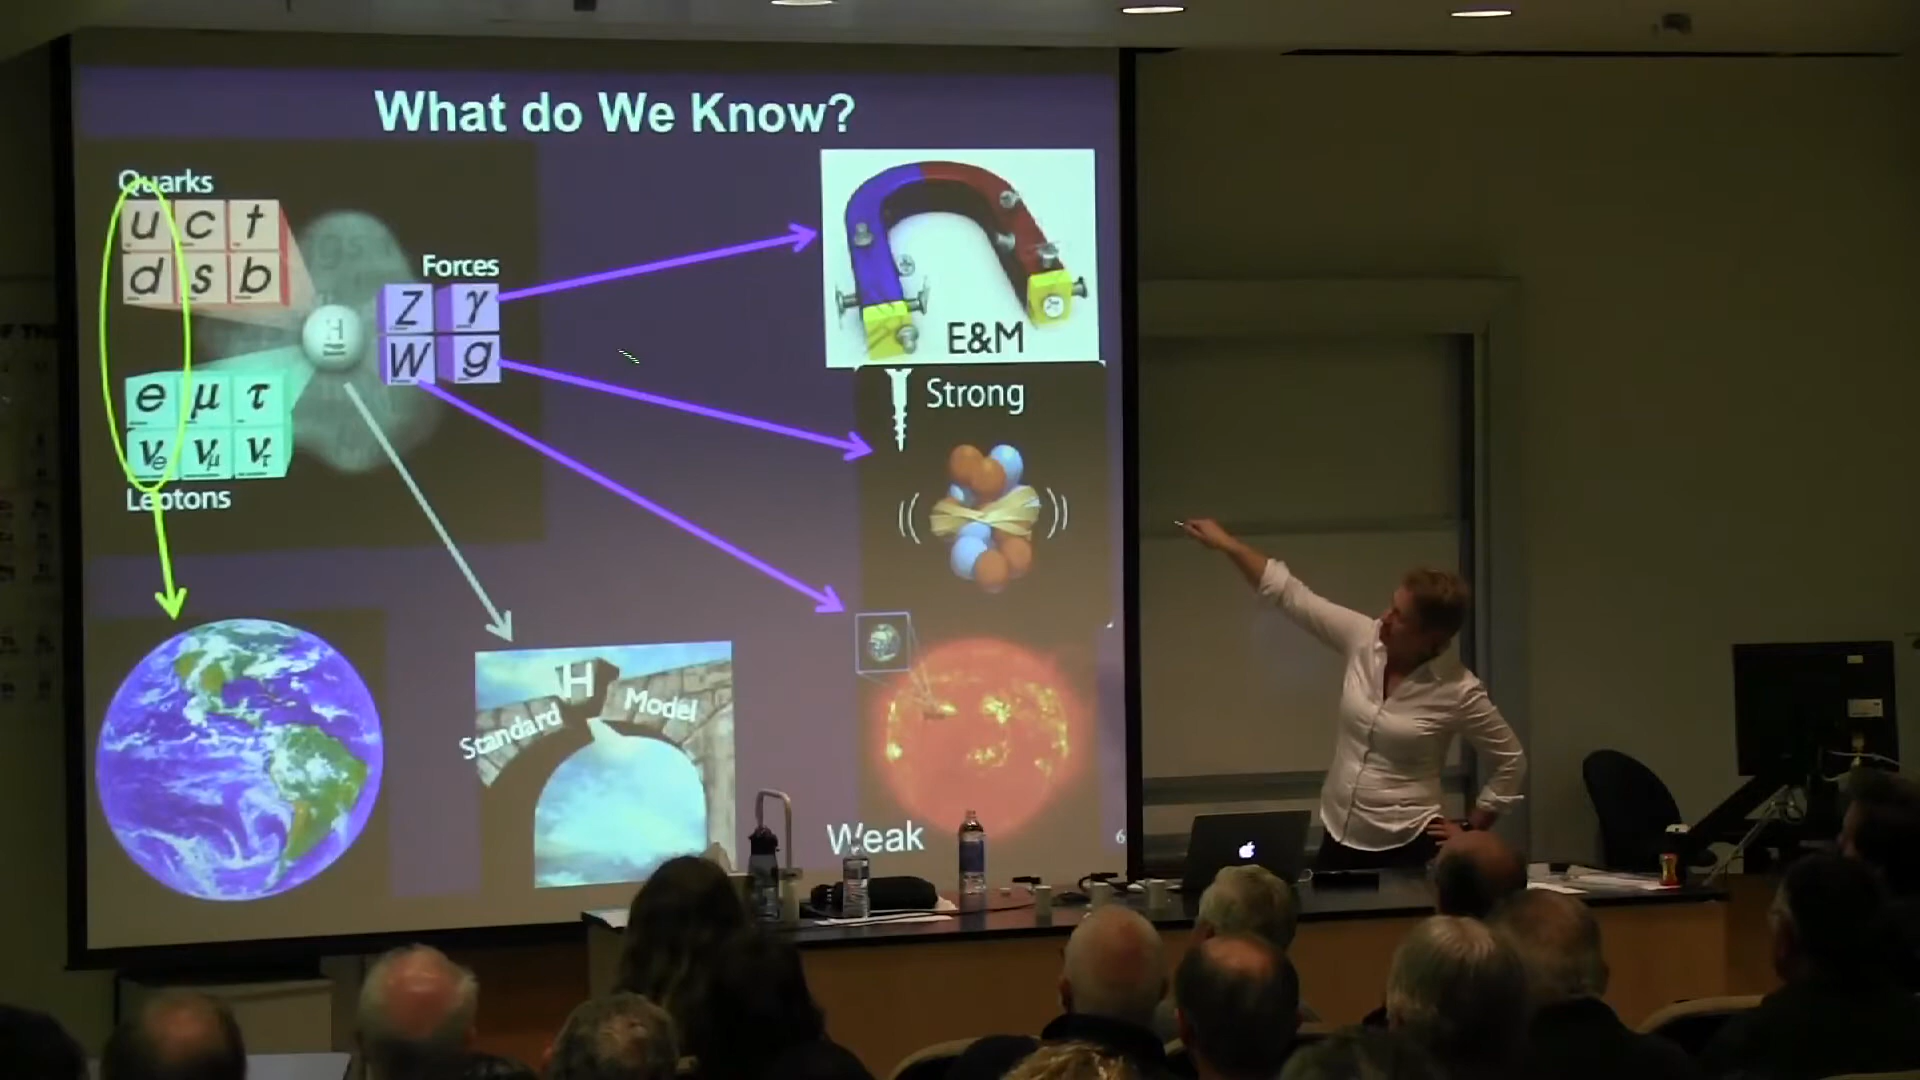 What do We Know?
Quarks
u c t
d s b
Forces
Z γ
W g
H
e μ τ
νe νμ ντ
Leptons
E&M
Strong
H
Standard Model
Weak
6